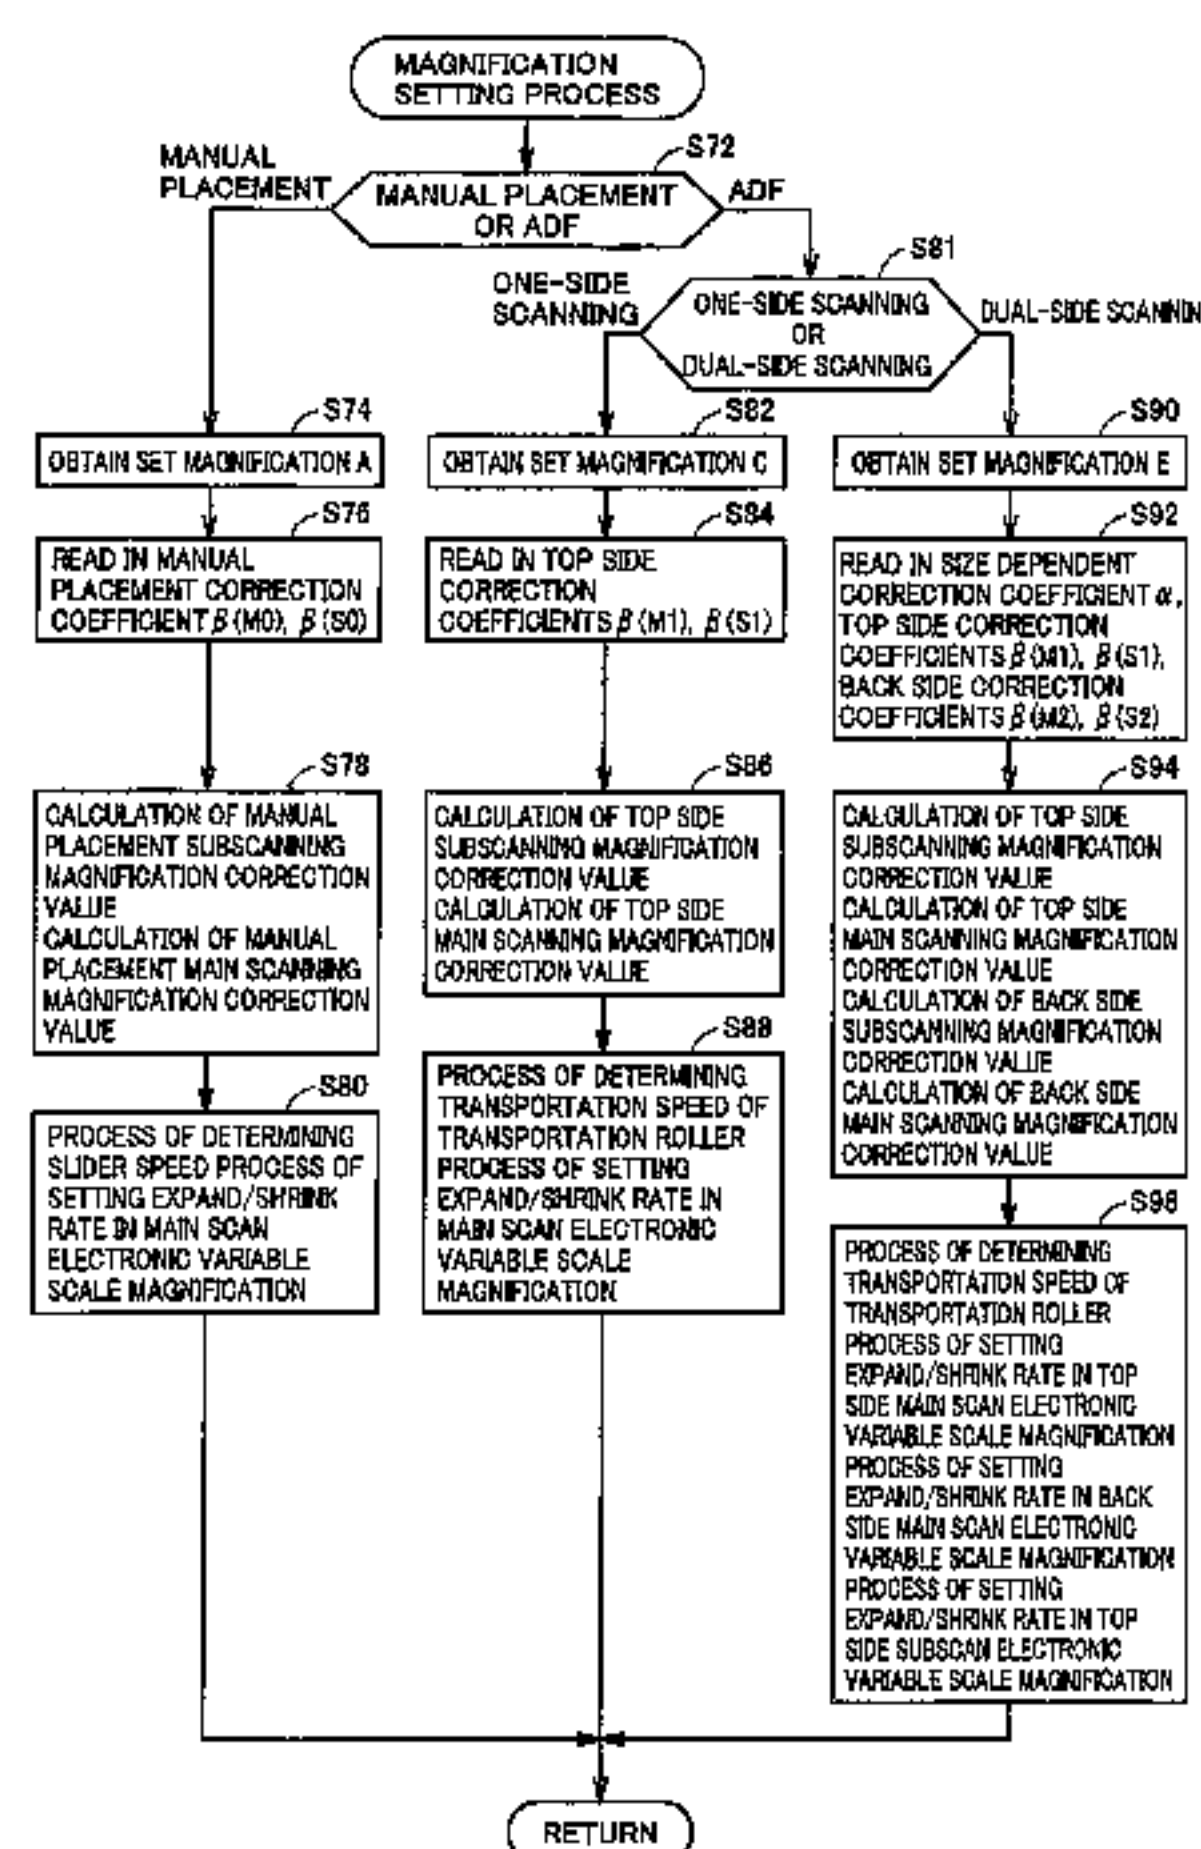 MAGNIFICATION
SETTING PROCESS
S72
MANUAL
PLACEMENT
MANUAL PLACEMENT
OR ADF
ADF
S81
ONE-SIDE
SCANNING
ONE-SIDE SCANNING
OR
DUAL-SIDE SCANNING
DUAL-SIDE SCANNIN
S74
OBTAIN SET MAGNIFICATION A
S76
READ IN MANUAL
PLACEMENT CORRECTION
COEFFICIENT β(M0), β(S0)
S78
CALCULATION OF MANUAL
PLACEMENT SUBSCANNING
MAGNIFICATION CORRECTION
VALUE
CALCULATION OF MANUAL
PLACEMENT MAIN SCANNING
MAGNIFICATION CORRECTION
VALUE
S80
PROCESS OF DETERMINING
SLIDER SPEED PROCESS OF
SETTING EXPAND/SHRINK
RATE IN MAIN SCAN
ELECTRONIC VARIABLE
SCALE MAGNIFICATION
S82
OBTAIN SET MAGNIFICATION C
S84
READ IN TOP SIDE
CORRECTION
COEFFICIENTS β(M1), β(S1)
S86
CALCULATION OF TOP SIDE
SUBSCANNING MAGNIFICATION
CORRECTION VALUE
CALCULATION OF TOP SIDE
MAIN SCANNING MAGNIFICATION
CORRECTION VALUE
S88
PROCESS OF DETERMINING
TRANSPORTATION SPEED OF
TRANSPORTATION ROLLER
PROCESS OF SETTING
EXPAND/SHRINK RATE IN
MAIN SCAN ELECTRONIC
VARIABLE SCALE
MAGNIFICATION
S90
OBTAIN SET MAGNIFICATION E
S92
READ IN SIZE DEPENDENT
CORRECTION COEFFICIENT α,
TOP SIDE CORRECTION
COEFFICIENTS β(M1), β(S1),
BACK SIDE CORRECTION
COEFFICIENTS β(M2), β(S2)
S94
CALCULATION OF TOP SIDE
SUBSCANNING MAGNIFICATION
CORRECTION VALUE
CALCULATION OF TOP SIDE
MAIN SCANNING MAGNIFICATION
CORRECTION VALUE
CALCULATION OF BACK SIDE
SUBSCANNING MAGNIFICATION
CORRECTION VALUE
CALCULATION OF BACK SIDE
MAIN SCANNING MAGNIFICATION
CORRECTION VALUE
S96
PROCESS OF DETERMINING
TRANSPORTATION SPEED OF
TRANSPORTATION ROLLER
PROCESS OF SETTING
EXPAND/SHRINK RATE IN TOP
SIDE MAIN SCAN ELECTRONIC
VARIABLE SCALE MAGNIFICATION
PROCESS OF SETTING
EXPAND/SHRINK RATE IN BACK
SIDE MAIN SCAN ELECTRONIC
VARIABLE SCALE MAGNIFICATION
PROCESS OF SETTING
EXPAND/SHRINK RATE IN TOP
SIDE SUBSCAN ELECTRONIC
VARIABLE SCALE MAGNIFICATION
RETURN